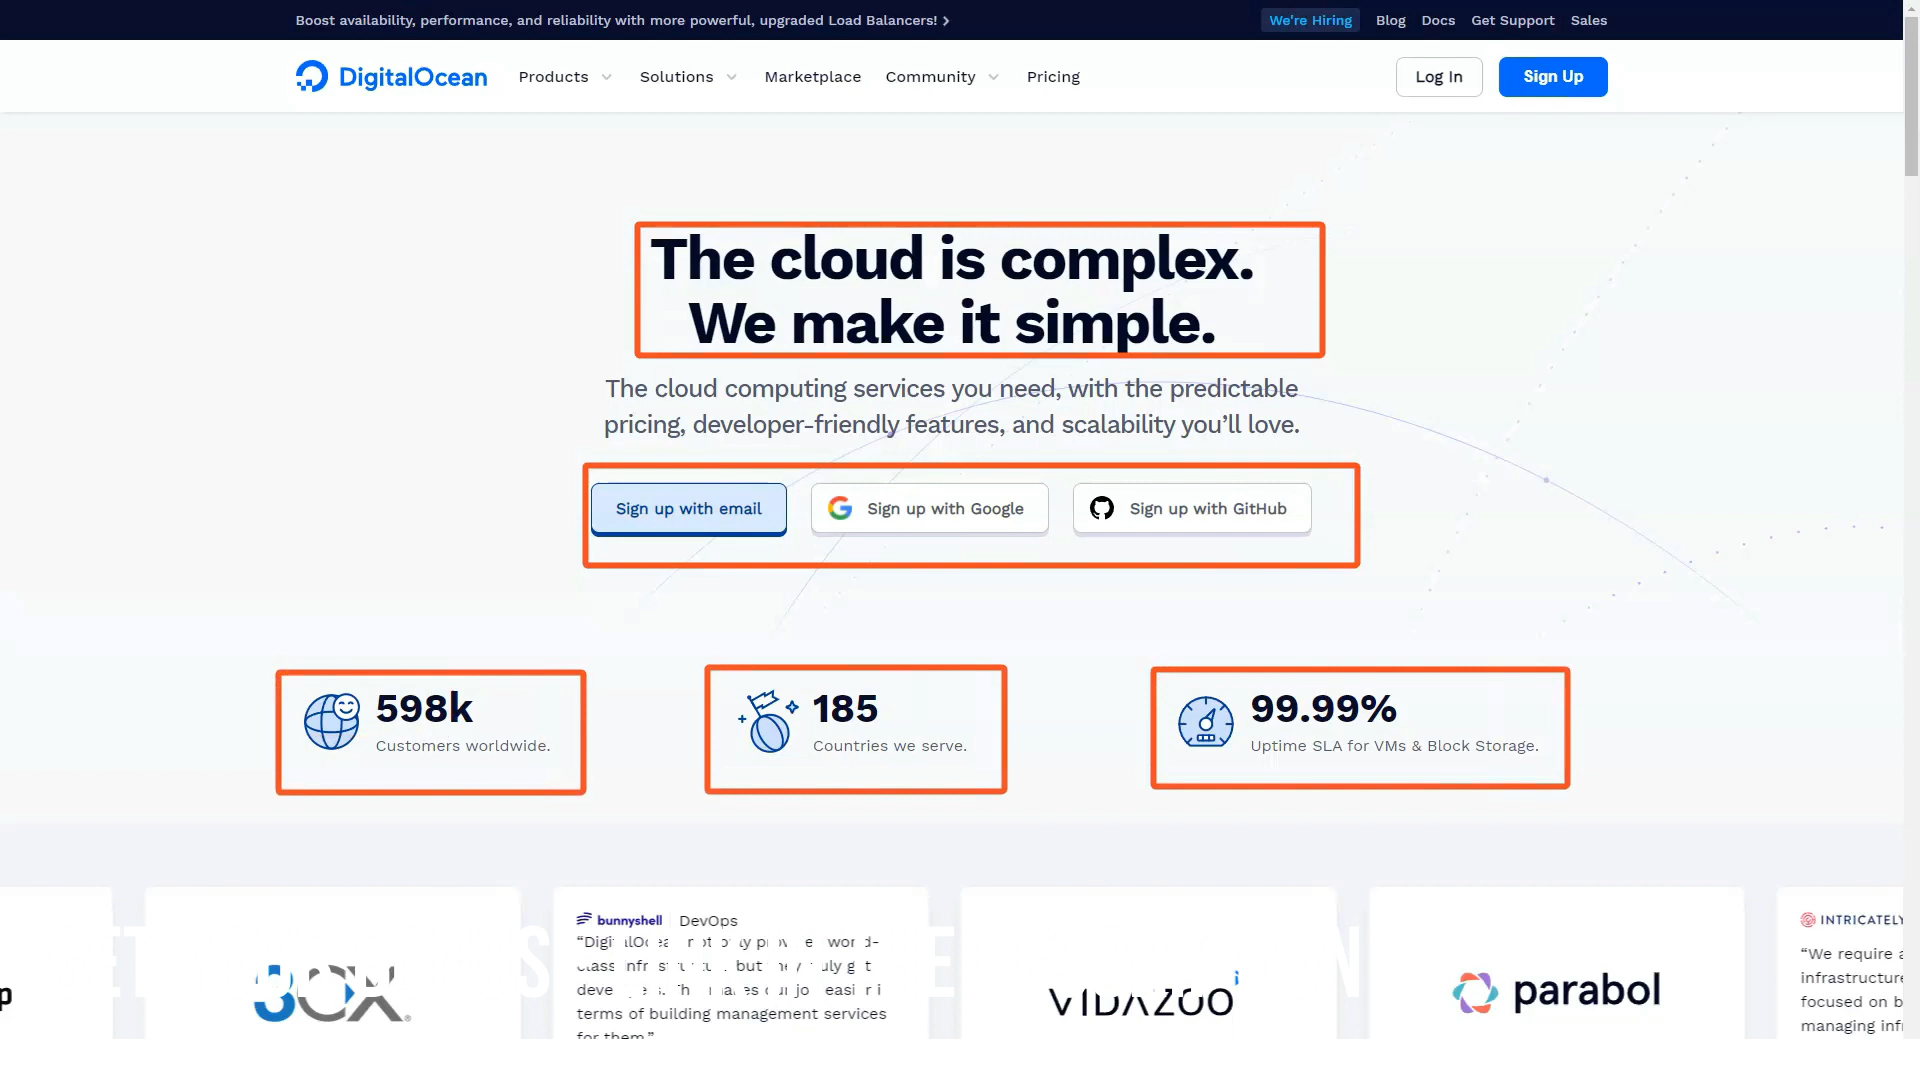 Boost availability, performance, and reliability with more powerful, upgraded Load Balancers!
We're Hiring Blog Docs Get Support Sales
DigitalOcean Products Solutions Marketplace Community Pricing Log In Sign Up
The cloud is complex.
We make it simple.
The cloud computing services you need, with the predictable
pricing, developer-friendly features, and scalability you’ll love.
Sign up with email Sign up with Google Sign up with GitHub
598k
Customers worldwide.
185
Countries we serve.
99.99%
Uptime SLA for VMs & Block Storage.
bunnyshell DevOps
terms of building management services
for them.”
VIDAZOO
parabol
INTRICATELY
“We require
infrastructure
focused on
managing